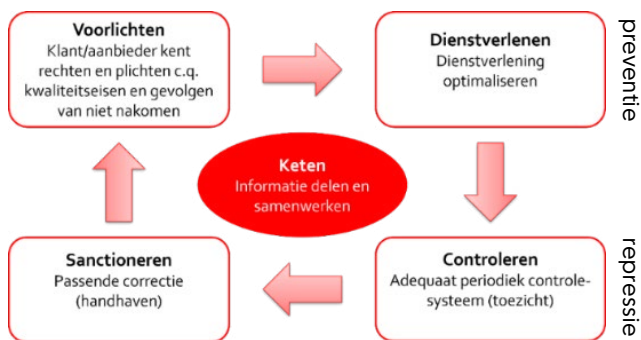 Voorlichten
Klant/aanbieder kent
rechten en plichten c.q.
kwaliteitseisen en gevolgen
van niet nakomen
Dienstverlenen
Dienstverlening
optimaliseren
preventie
Keten
Informatie delen en
samenwerken
Sanctioneren
Passende correctie
(handhaven)
Controleren
Adequaat periodiek controle-
systeem (toezicht)
repressie